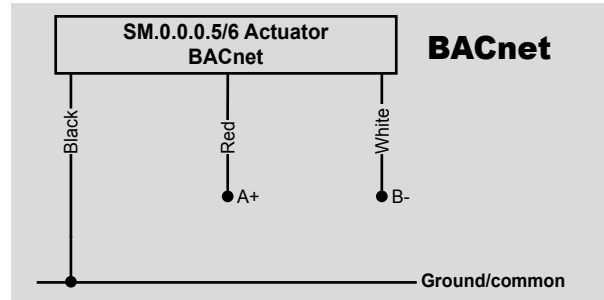 SM.0.0.0.5/6 Actuator
BACnet
BACnet
Black
Red
White
A+
B-
Ground/common